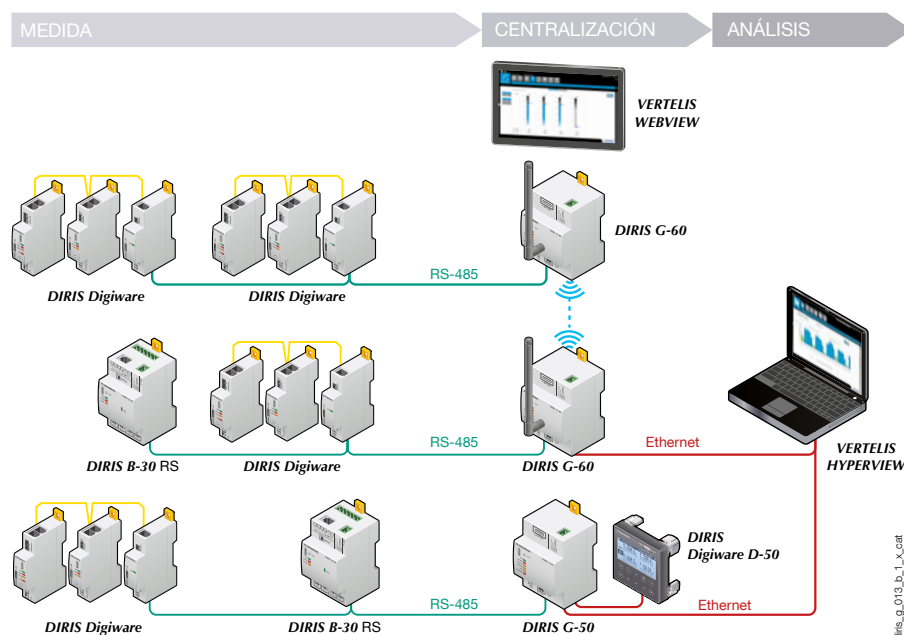 MEDIDA
CENTRALIZACIÓN
ANÁLISIS
VERTELIS
WEBVIEW
DIRIS G-60
RS-485
DIRIS Digiware
DIRIS Digiware
RS-485
Ethernet
DIRIS B-30 RS
DIRIS Digiware
DIRIS G-60
VERTELIS
HYPERVIEW
DIRIS
Digiware D-50
RS-485
Ethernet
DIRIS Digiware
DIRIS B-30 RS
DIRIS G-50